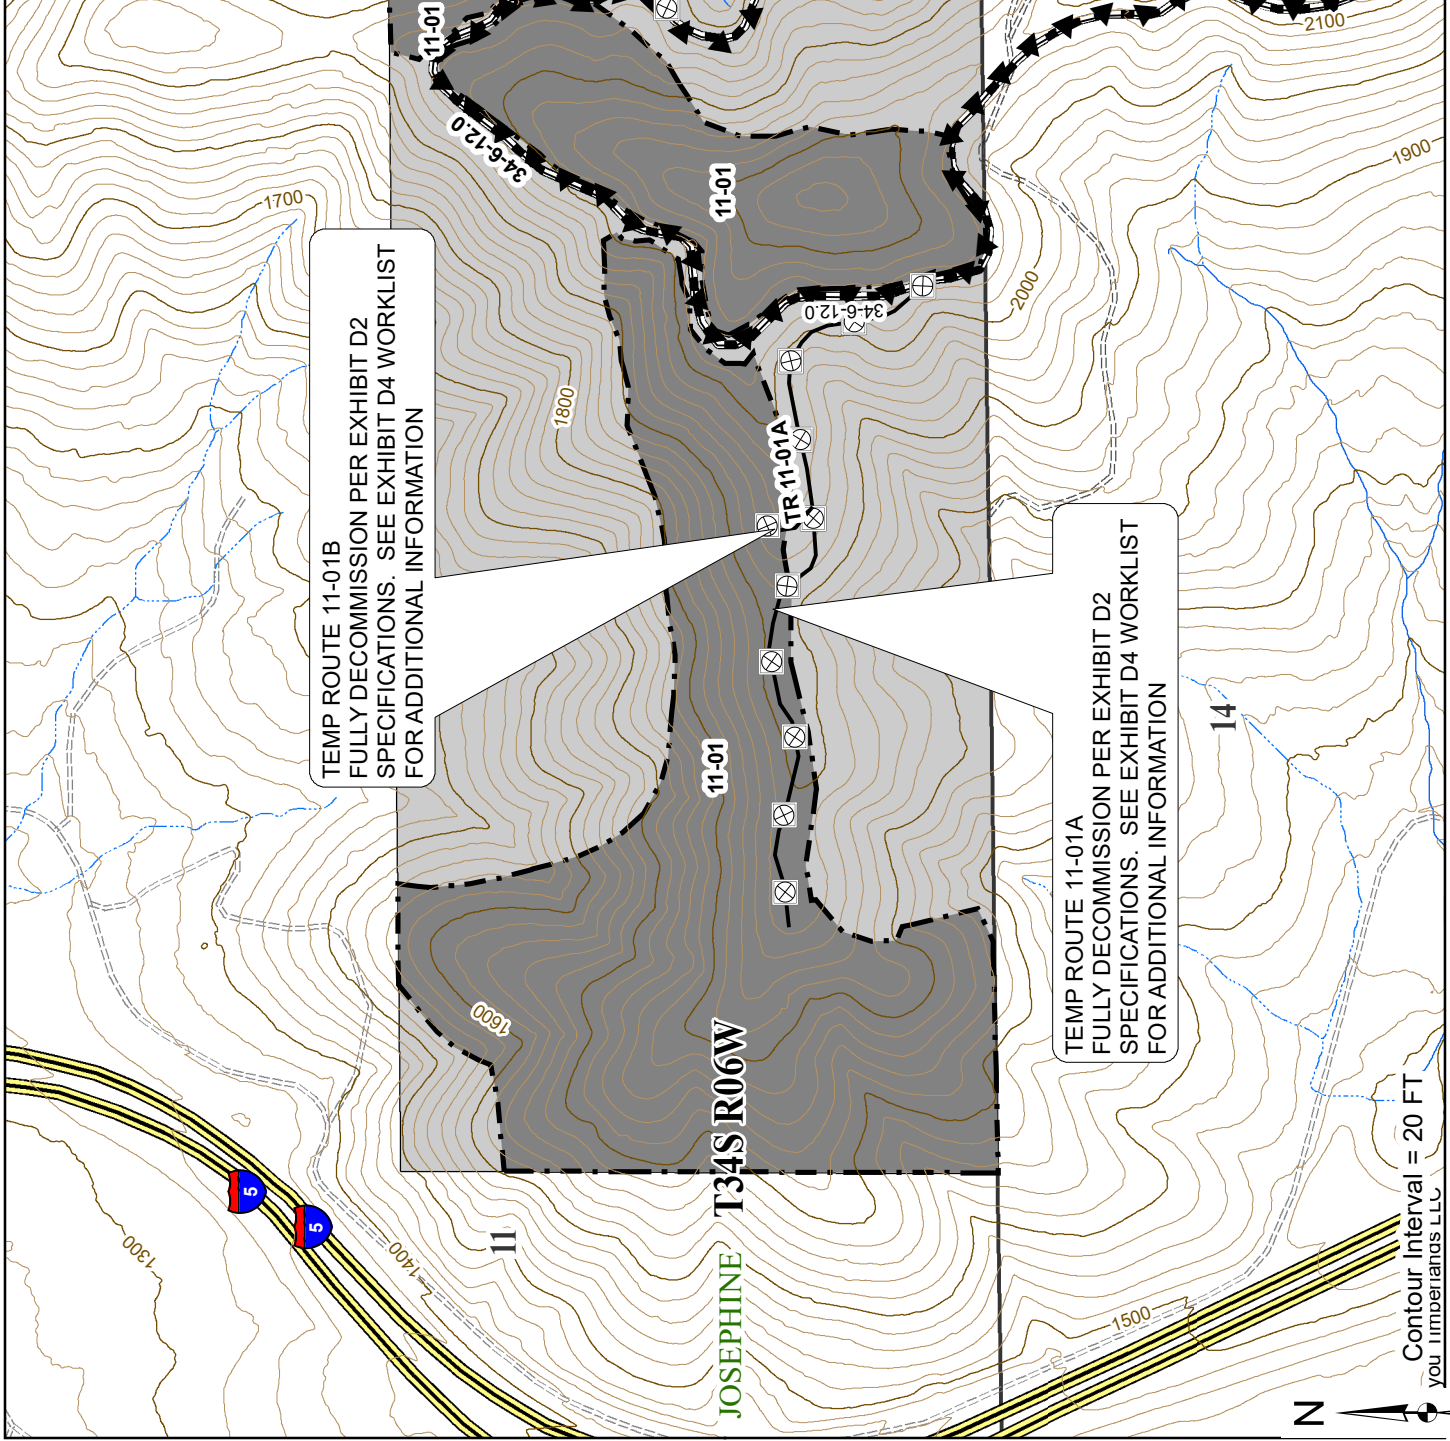 TEMP ROUTE 11-01B
FULLY DECOMMISSION PER EXHIBIT D2
SPECIFICATIONS.  SEE EXHIBIT D4 WORKLIST
FOR ADDITIONAL INFORMATION
TEMP ROUTE 11-01A
FULLY DECOMMISSION PER EXHIBIT D2
SPECIFICATIONS.  SEE EXHIBIT D4 WORKLIST
FOR ADDITIONAL INFORMATION
11-01
11-01
11-01
34-6-12.0
34-6-12.0
TR 11-01A
T34S R06W
JOSEPHINE
11
14
5
5
1300
1400
1500
1600
1700
1800
1900
2000
2100
Contour Interval = 20 FT
you Timberlands LLC
N